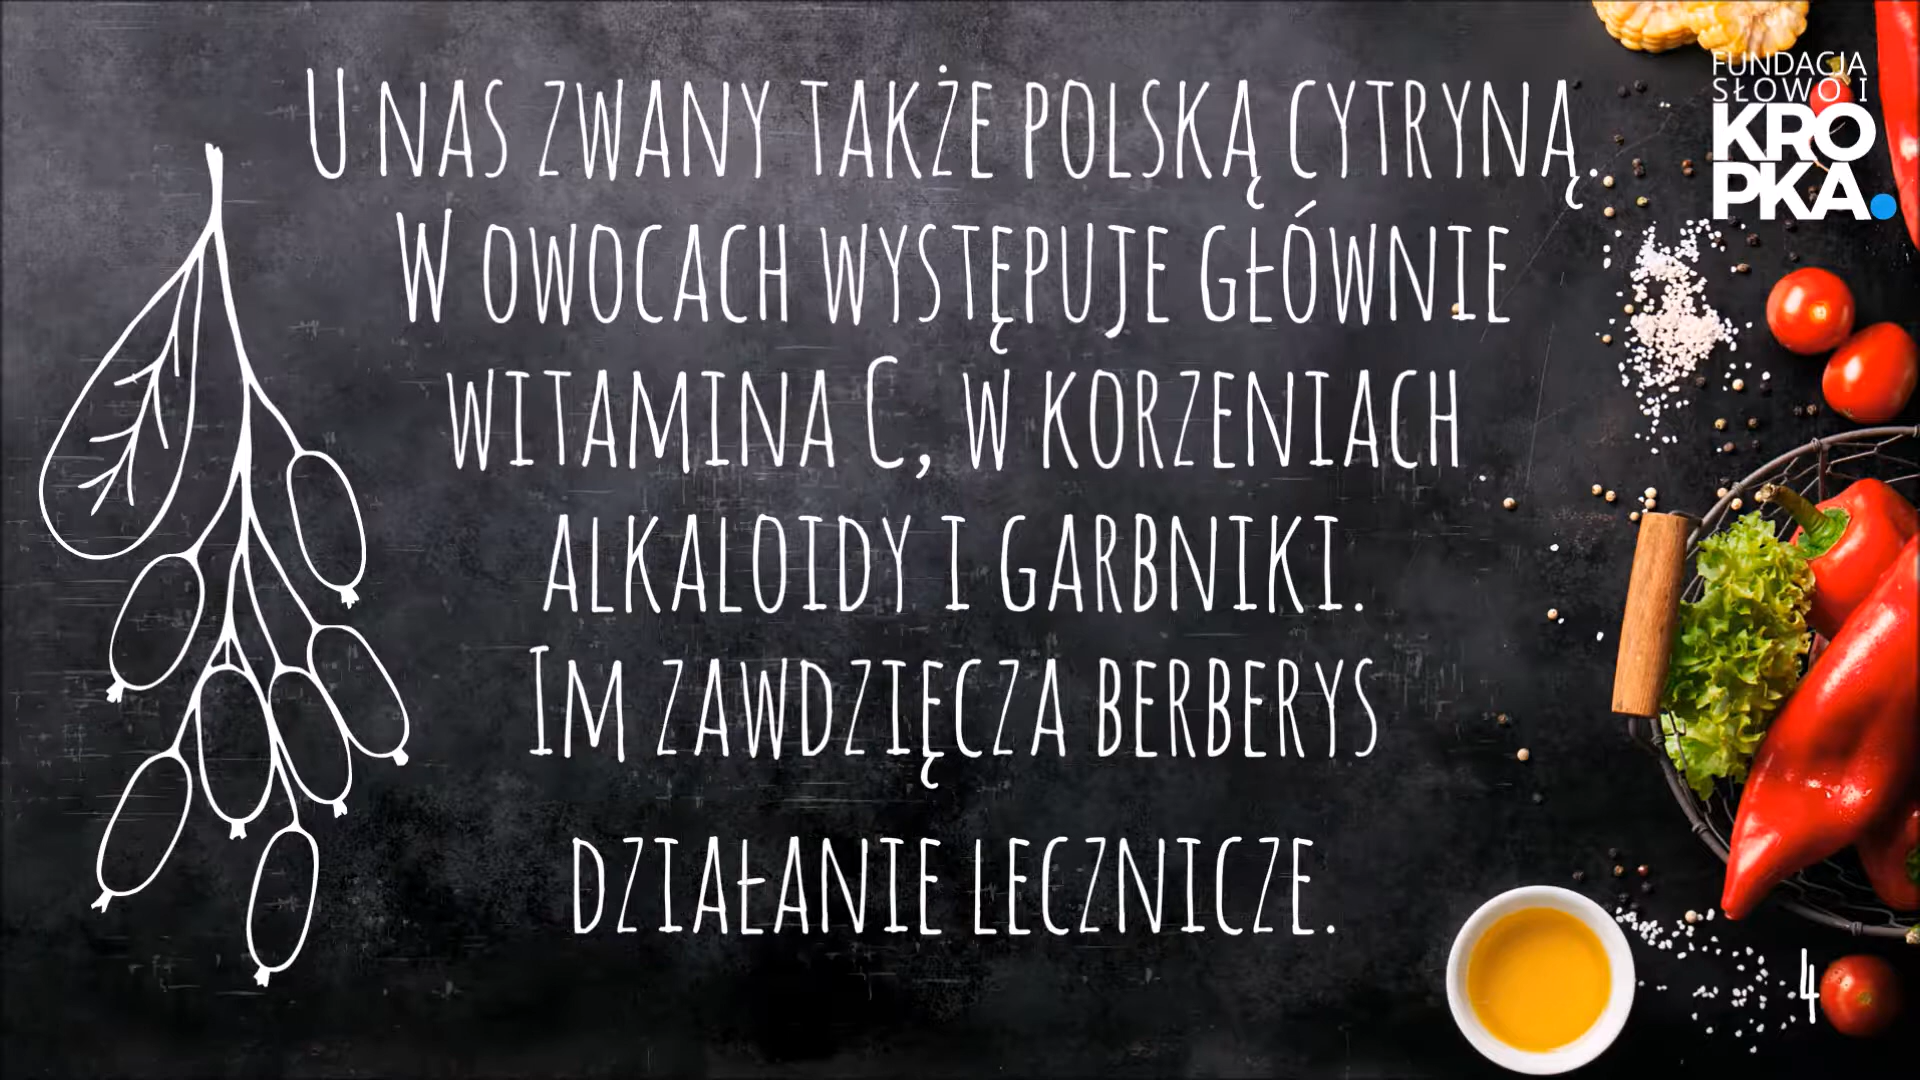 U nas zwany także polską cytryną.
W owocach występuje głównie
witamina C, w korzeniach
alkaloidy i garbniki.
Im zawdzięcza berberys
działanie lecznicze.
FUNDACJA
SŁOWO I
KRO
PKA.
4